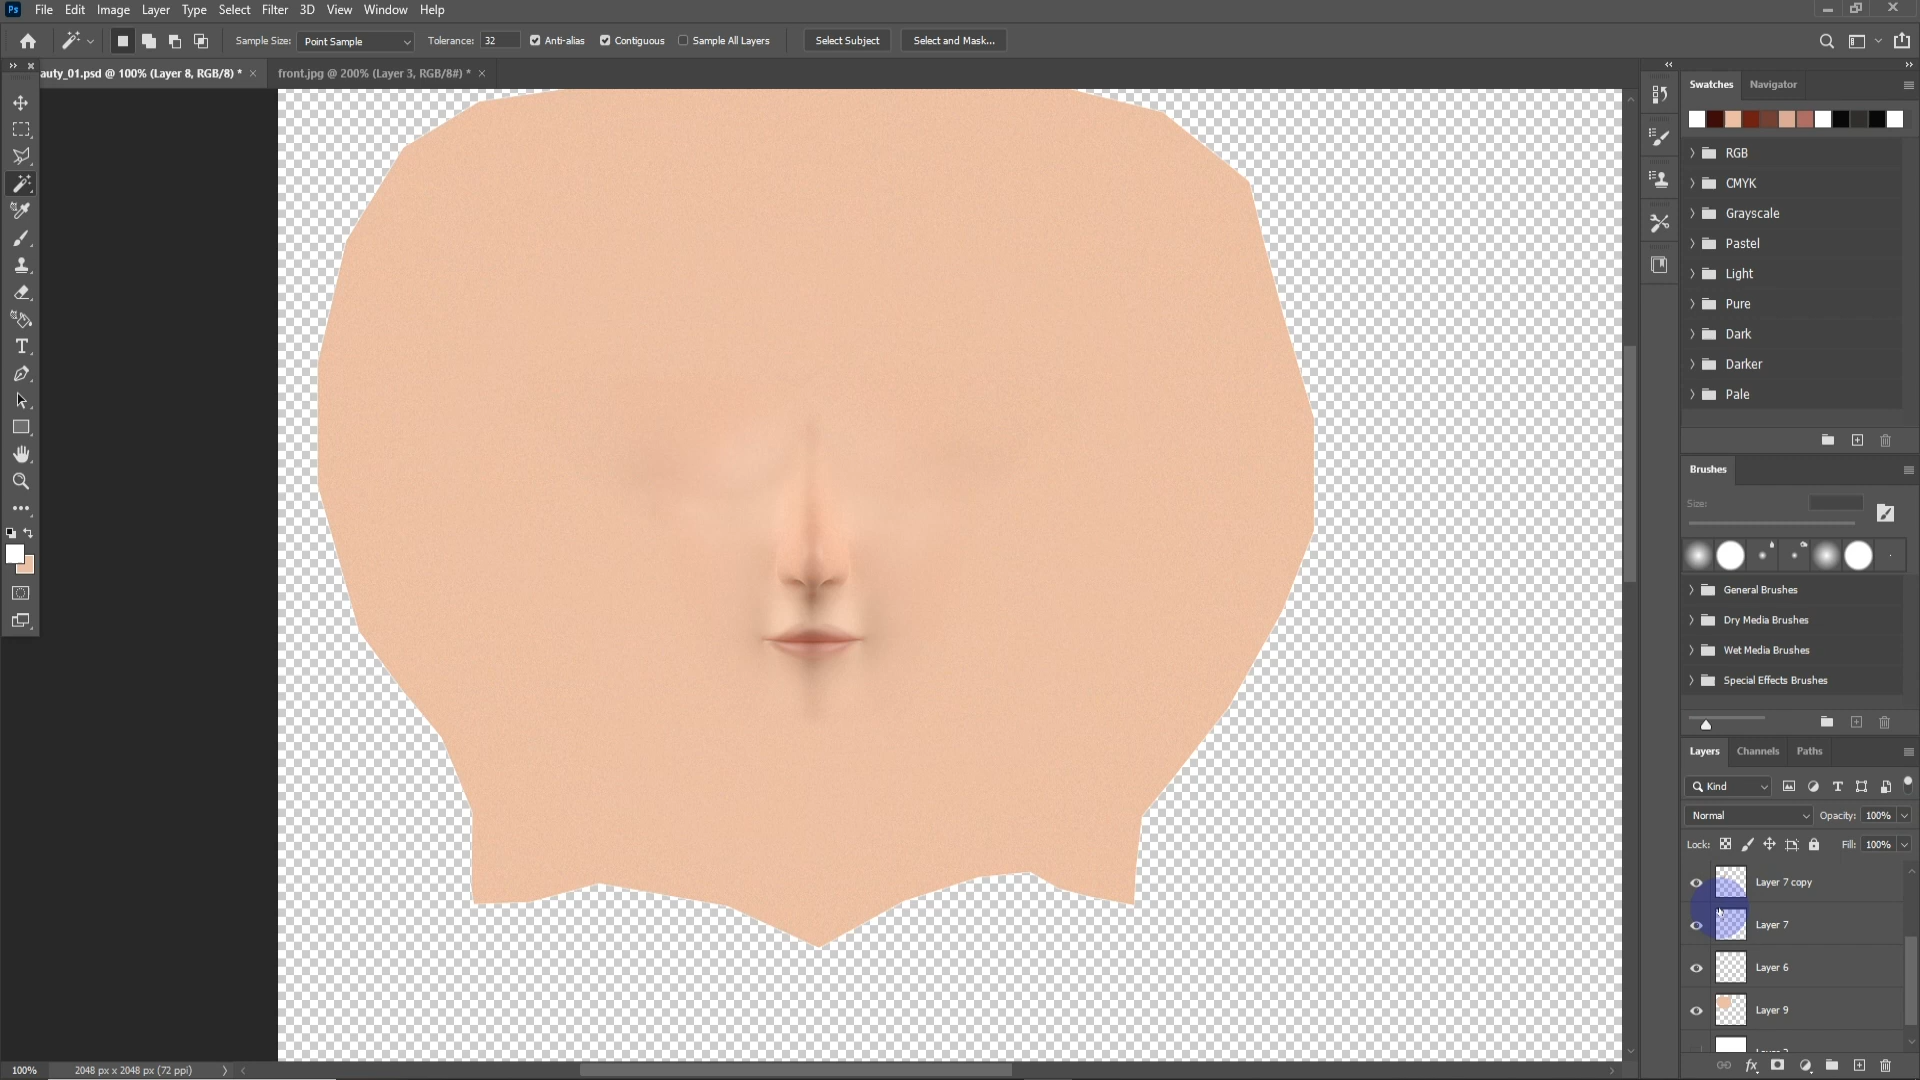 Ps File Edit Image Layer Type Select Filter 3D View Window Help
Sample Size: Point Sample Tolerance: 32 Anti-alias Contiguous Sample All Layers Select Subject Select and Mask...
auty_01.psd @ 100% (Layer 8, RGB/8) * front.jpg @ 200% (Layer 3, RGB/8#) *
Swatches Navigator
RGB
CMYK
Grayscale
Pastel
Light
Pure
Dark
Darker
Pale
Brushes
Size:
General Brushes
Dry Media Brushes
Wet Media Brushes
Special Effects Brushes
Layers Channels Paths
Kind
Normal Opacity: 100%
Lock: Fill: 100%
Layer 7 copy
Layer 7
Layer 6
Layer 9
100% 2048 px x 2048 px (72 ppi)